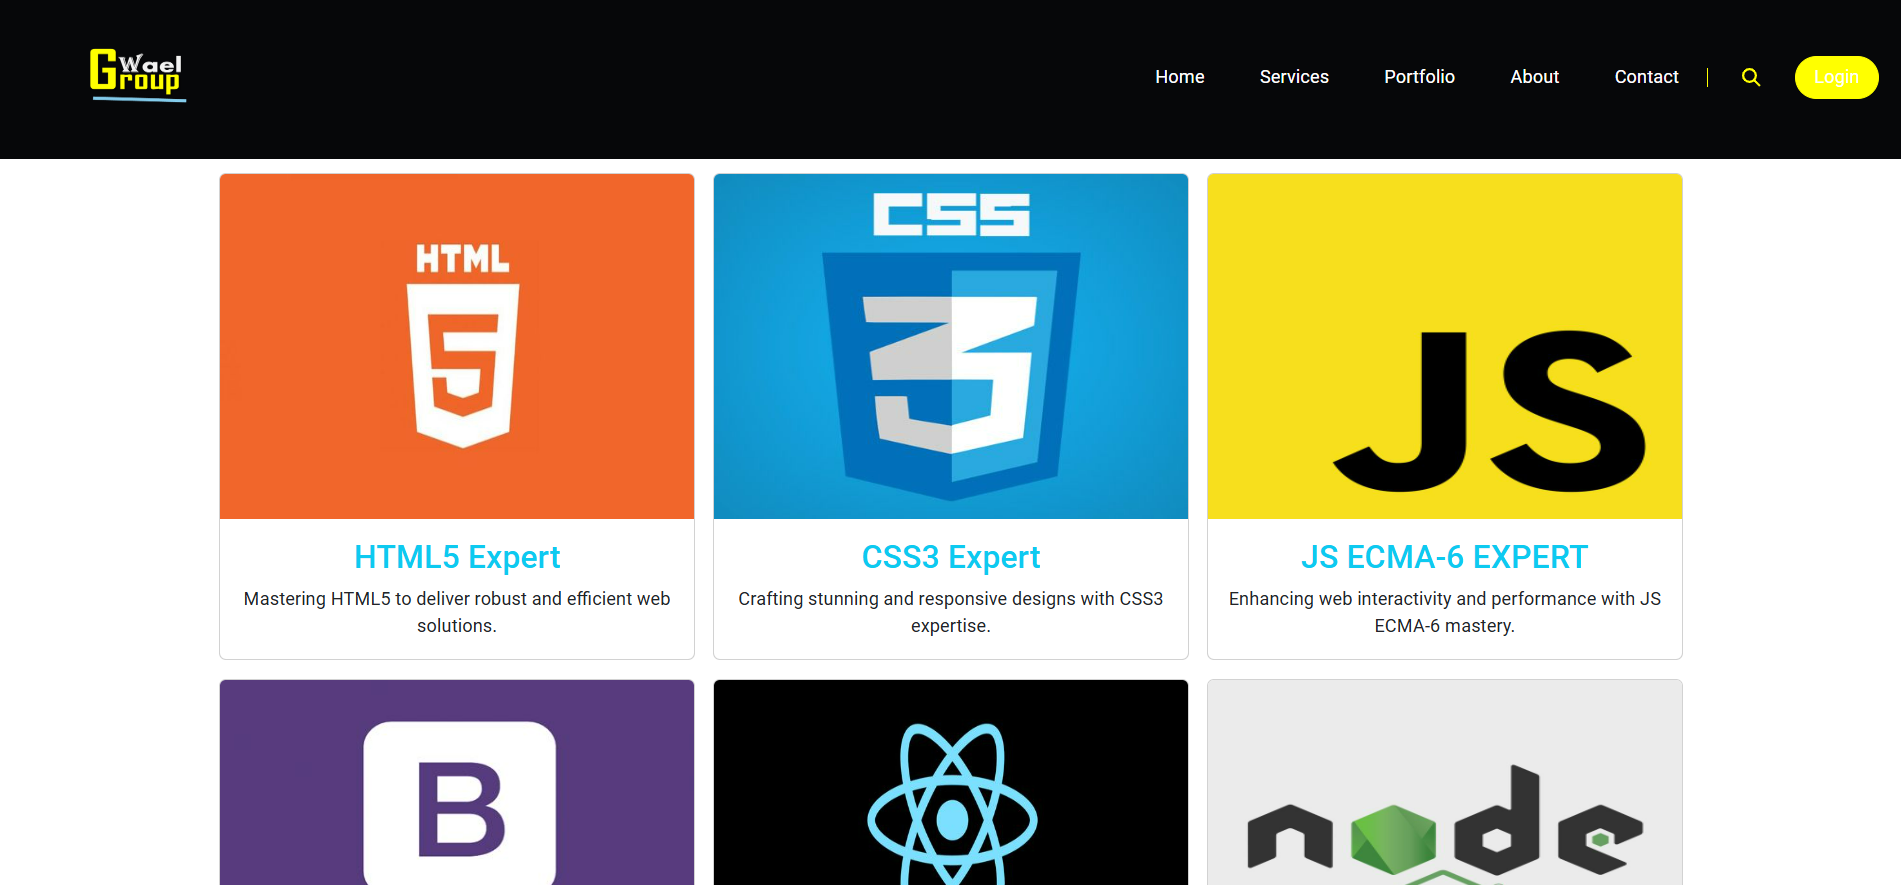 Wael
Group
Home Services Portfolio About Contact Login
HTML
5
CSS
3
JS
HTML5 Expert
Mastering HTML5 to deliver robust and efficient web
solutions.
CSS3 Expert
Crafting stunning and responsive designs with CSS3
expertise.
JS ECMA-6 EXPERT
Enhancing web interactivity and performance with JS
ECMA-6 mastery.
B
node